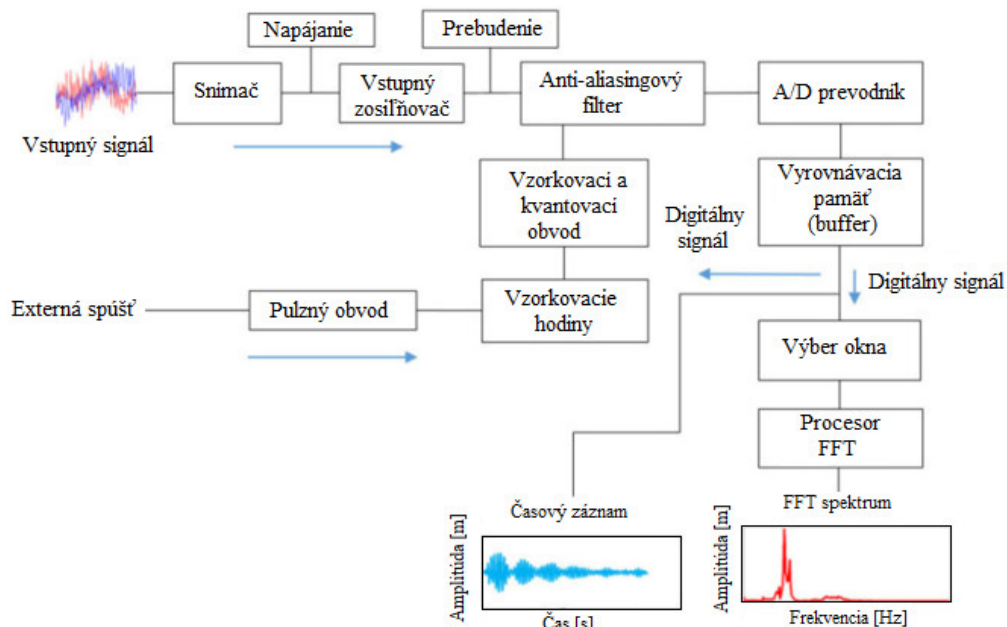 Napájanie
Prebudenie
Snímač
Vstupný
zosilňovač
Anti-aliasingový
filter
A/D prevodník
Vstupný signál
Vzorkovaci a
kvantovaci
obvod
Vyrovnávacia
pamäť
(buffer)
Digitálny
signál
Digitálny signál
Externá spúšť
Pulzný obvod
Vzorkovacie
hodiny
Výber okna
Procesor
FFT
Časový záznam
FFT spektrum
Amplitúda [m]
Čas [s]
Amplitúda [m]
Frekvencia [Hz]